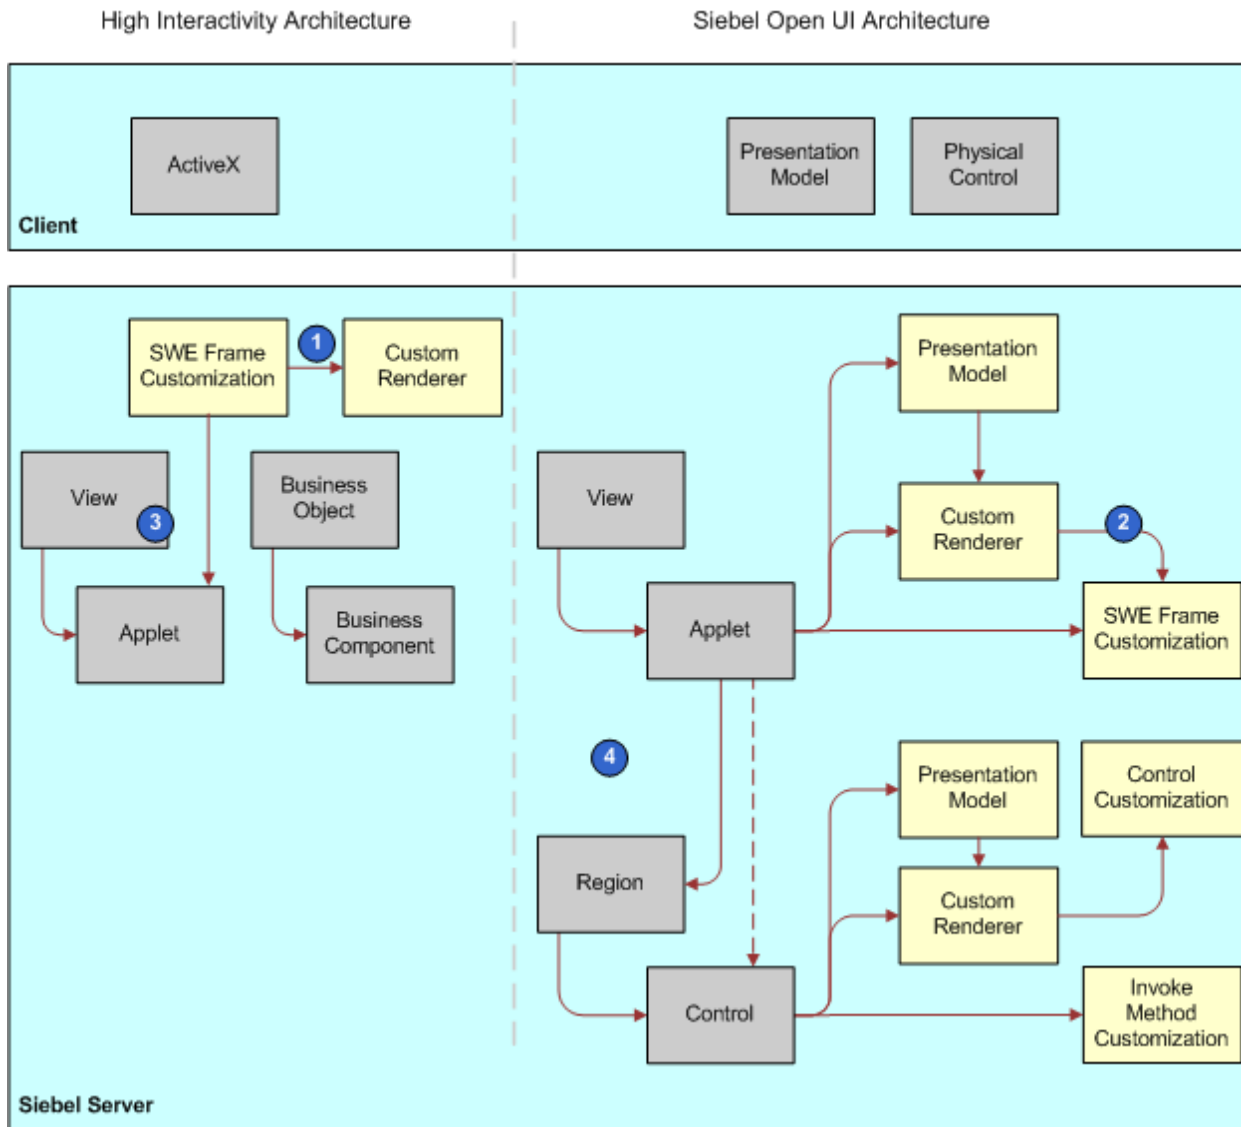 High Interactivity Architecture
Siebel Open UI Architecture
ActiveX
Presentation
Model
Physical
Control
Client
SWE Frame
Customization
1
Custom
Renderer
Presentation
Model
View
3
Business
Object
View
Custom
Renderer
2
Applet
Business
Component
Applet
SWE Frame
Customization
4
Presentation
Model
Control
Customization
Region
Custom
Renderer
Control
Invoke
Method
Customization
Siebel Server